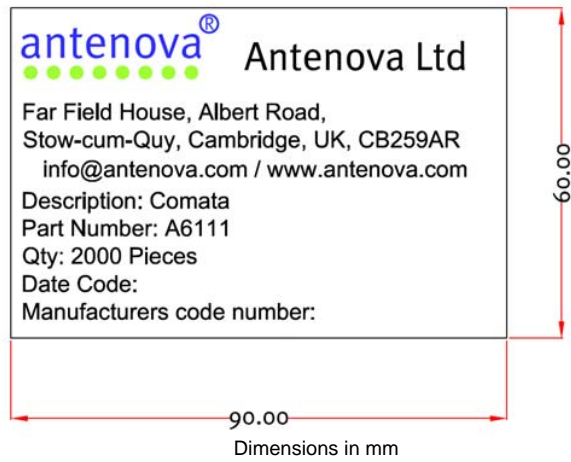 antenova®
Antenova Ltd
Far Field House, Albert Road,
Stow-cum-Quy, Cambridge, UK, CB259AR
info@antenova.com / www.antenova.com
Description: Comata
Part Number: A6111
Qty: 2000 Pieces
Date Code:
Manufacturers code number:
60.00
90.00
Dimensions in mm